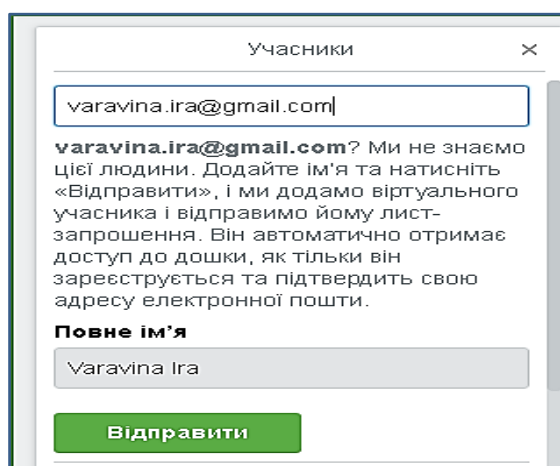 Учасники ×
varavina.ira@gmail.com
varavina.ira@gmail.com? Ми не знаємо
цієї людини. Додайте ім'я та натисніть
«Відправити», і ми додамо віртуального
учасника і відправимо йому лист-
запрошення. Він автоматично отримає
доступ до дошки, як тільки він
зареєструється та підтвердить свою
адресу електронної пошти.
Повне ім'я
Varavina Ira
Відправити